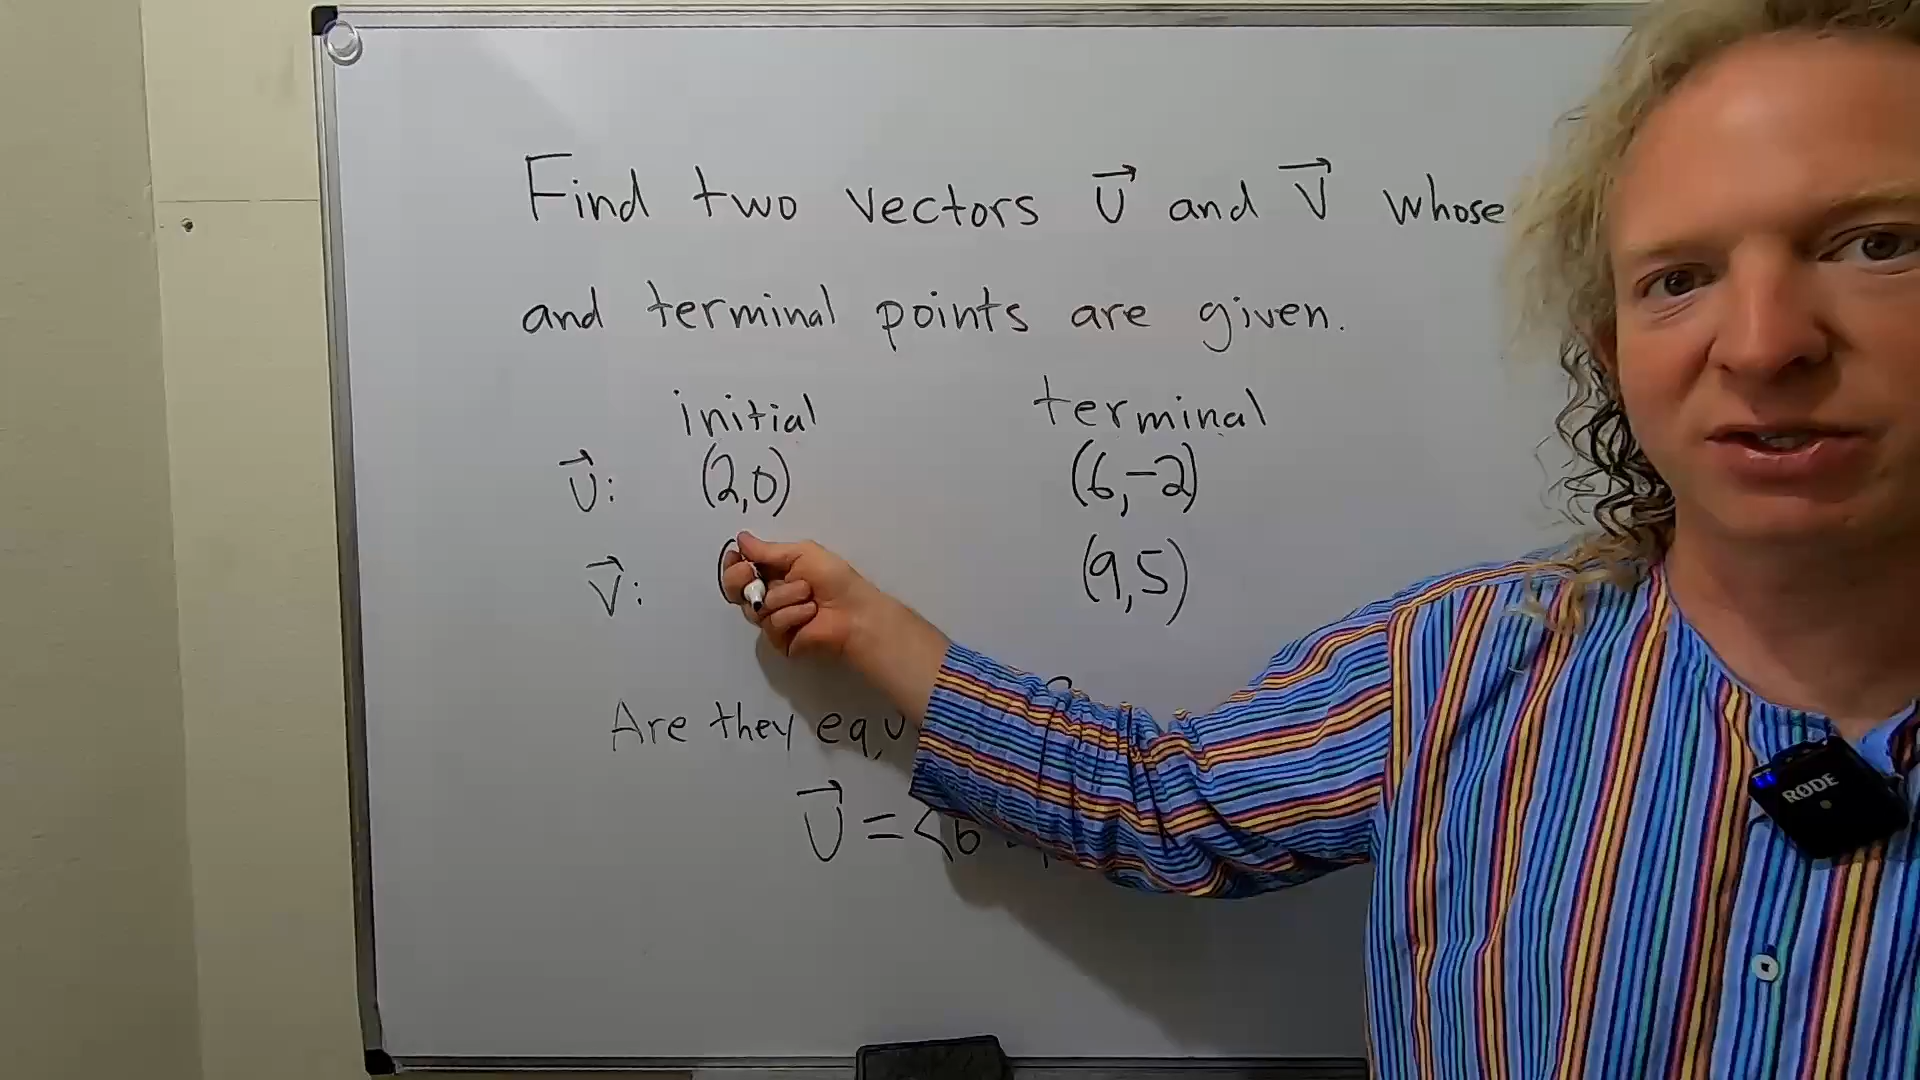 Find two vectors U and V whose
and terminal points are given.
initial terminal
U: (2,0) (6,-2)
V: ( (9,5)
Are they
U = <6
RØDE